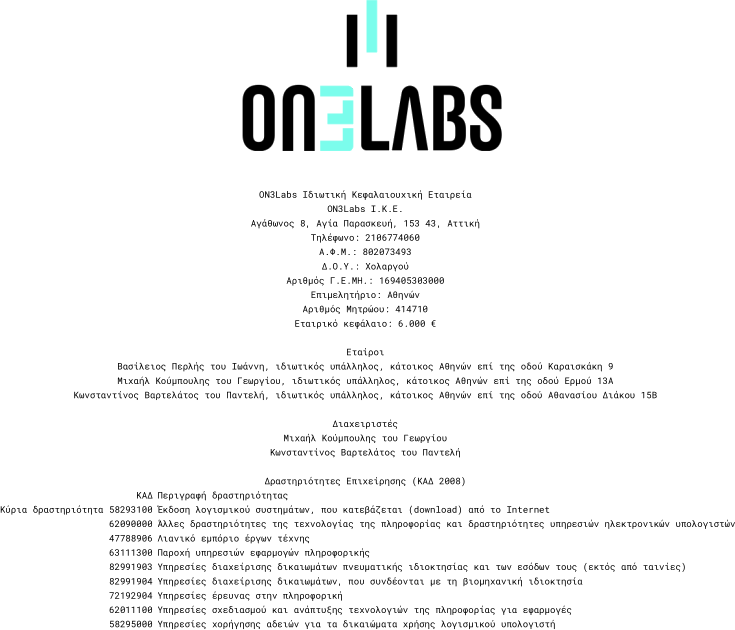 ON3LABS
ON3Labs Ιδιωτική Κεφαλαιουχική Εταιρεία
ON3Labs Ι.Κ.Ε.
Αγάθωνος 8, Αγία Παρασκευή, 153 43, Αττική
Τηλέφωνο: 2106774060
Α.Φ.Μ.: 802073493
Δ.Ο.Υ.: Χολαργού
Αριθμός Γ.Ε.ΜΗ.: 169405303000
Επιμελητήριο: Αθηνών
Αριθμός Μητρώου: 414710
Εταιρικό κεφάλαιο: 6.000 €
Εταίροι
Βασίλειος Περλής του Ιωάννη, ιδιωτικός υπάλληλος, κάτοικος Αθηνών επί της οδού Καραισκάκη 9
Μιχαήλ Κούμπουλης του Γεωργίου, ιδιωτικός υπάλληλος, κάτοικος Αθηνών επί της οδού Ερμού 13Α
Κωνσταντίνος Βαρτελάτος του Παντελή, ιδιωτικός υπάλληλος, κάτοικος Αθηνών επί της οδού Αθανασίου Διάκου 15Β
Διαχειριστές
Μιχαήλ Κούμπουλης του Γεωργίου
Κωνσταντίνος Βαρτελάτος του Παντελή
Δραστηριότητες Επιχείρησης (ΚΑΔ 2008)
ΚΑΔ Περιγραφή δραστηριότητας
Κύρια δραστηριότητα 58293100 Έκδοση λογισμικού συστημάτων, που κατεβάζεται (download) από το Internet
62090000 Άλλες δραστηριότητες της τεχνολογίας της πληροφορίας και δραστηριότητες υπηρεσιών ηλεκτρονικών υπολογιστών
47788906 Λιανικό εμπόριο έργων τέχνης
63111300 Παροχή υπηρεσιών εφαρμογών πληροφορικής
82991903 Υπηρεσίες διαχείρισης δικαιωμάτων πνευματικής ιδιοκτησίας και των εσόδων τους (εκτός από ταινίες)
82991904 Υπηρεσίες διαχείρισης δικαιωμάτων, που συνδέονται με τη βιομηχανική ιδιοκτησία
72192904 Υπηρεσίες έρευνας στην πληροφορική
62011100 Υπηρεσίες σχεδιασμού και ανάπτυξης τεχνολογιών της πληροφορίας για εφαρμογές
58295000 Υπηρεσίες χορήγησης αδειών για τα δικαιώματα χρήσης λογισμικού υπολογιστή